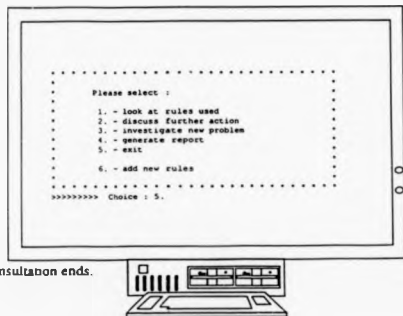 Please select :
1. - look at rules used
2. - discuss further action
3. - investigate new problem
4. - generate report
5. - exit
6. - add new rules
>>>>>>>>> Choice : 5.
nsultation ends.